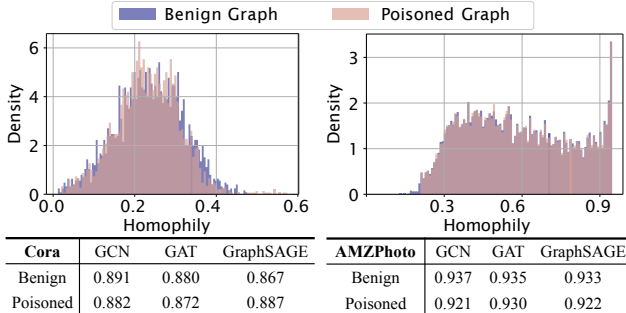 Benign Graph Poisoned Graph
6
4
2
0
Density
0.0 0.2 0.4 0.6
Homophily
3
2
1
0
Density
0.3 0.6 0.9
Homophily
Cora GCN GAT GraphSAGE
Benign 0.891 0.880 0.867
Poisoned 0.882 0.872 0.887
AMZPhoto GCN GAT GraphSAGE
Benign 0.937 0.935 0.933
Poisoned 0.921 0.930 0.922